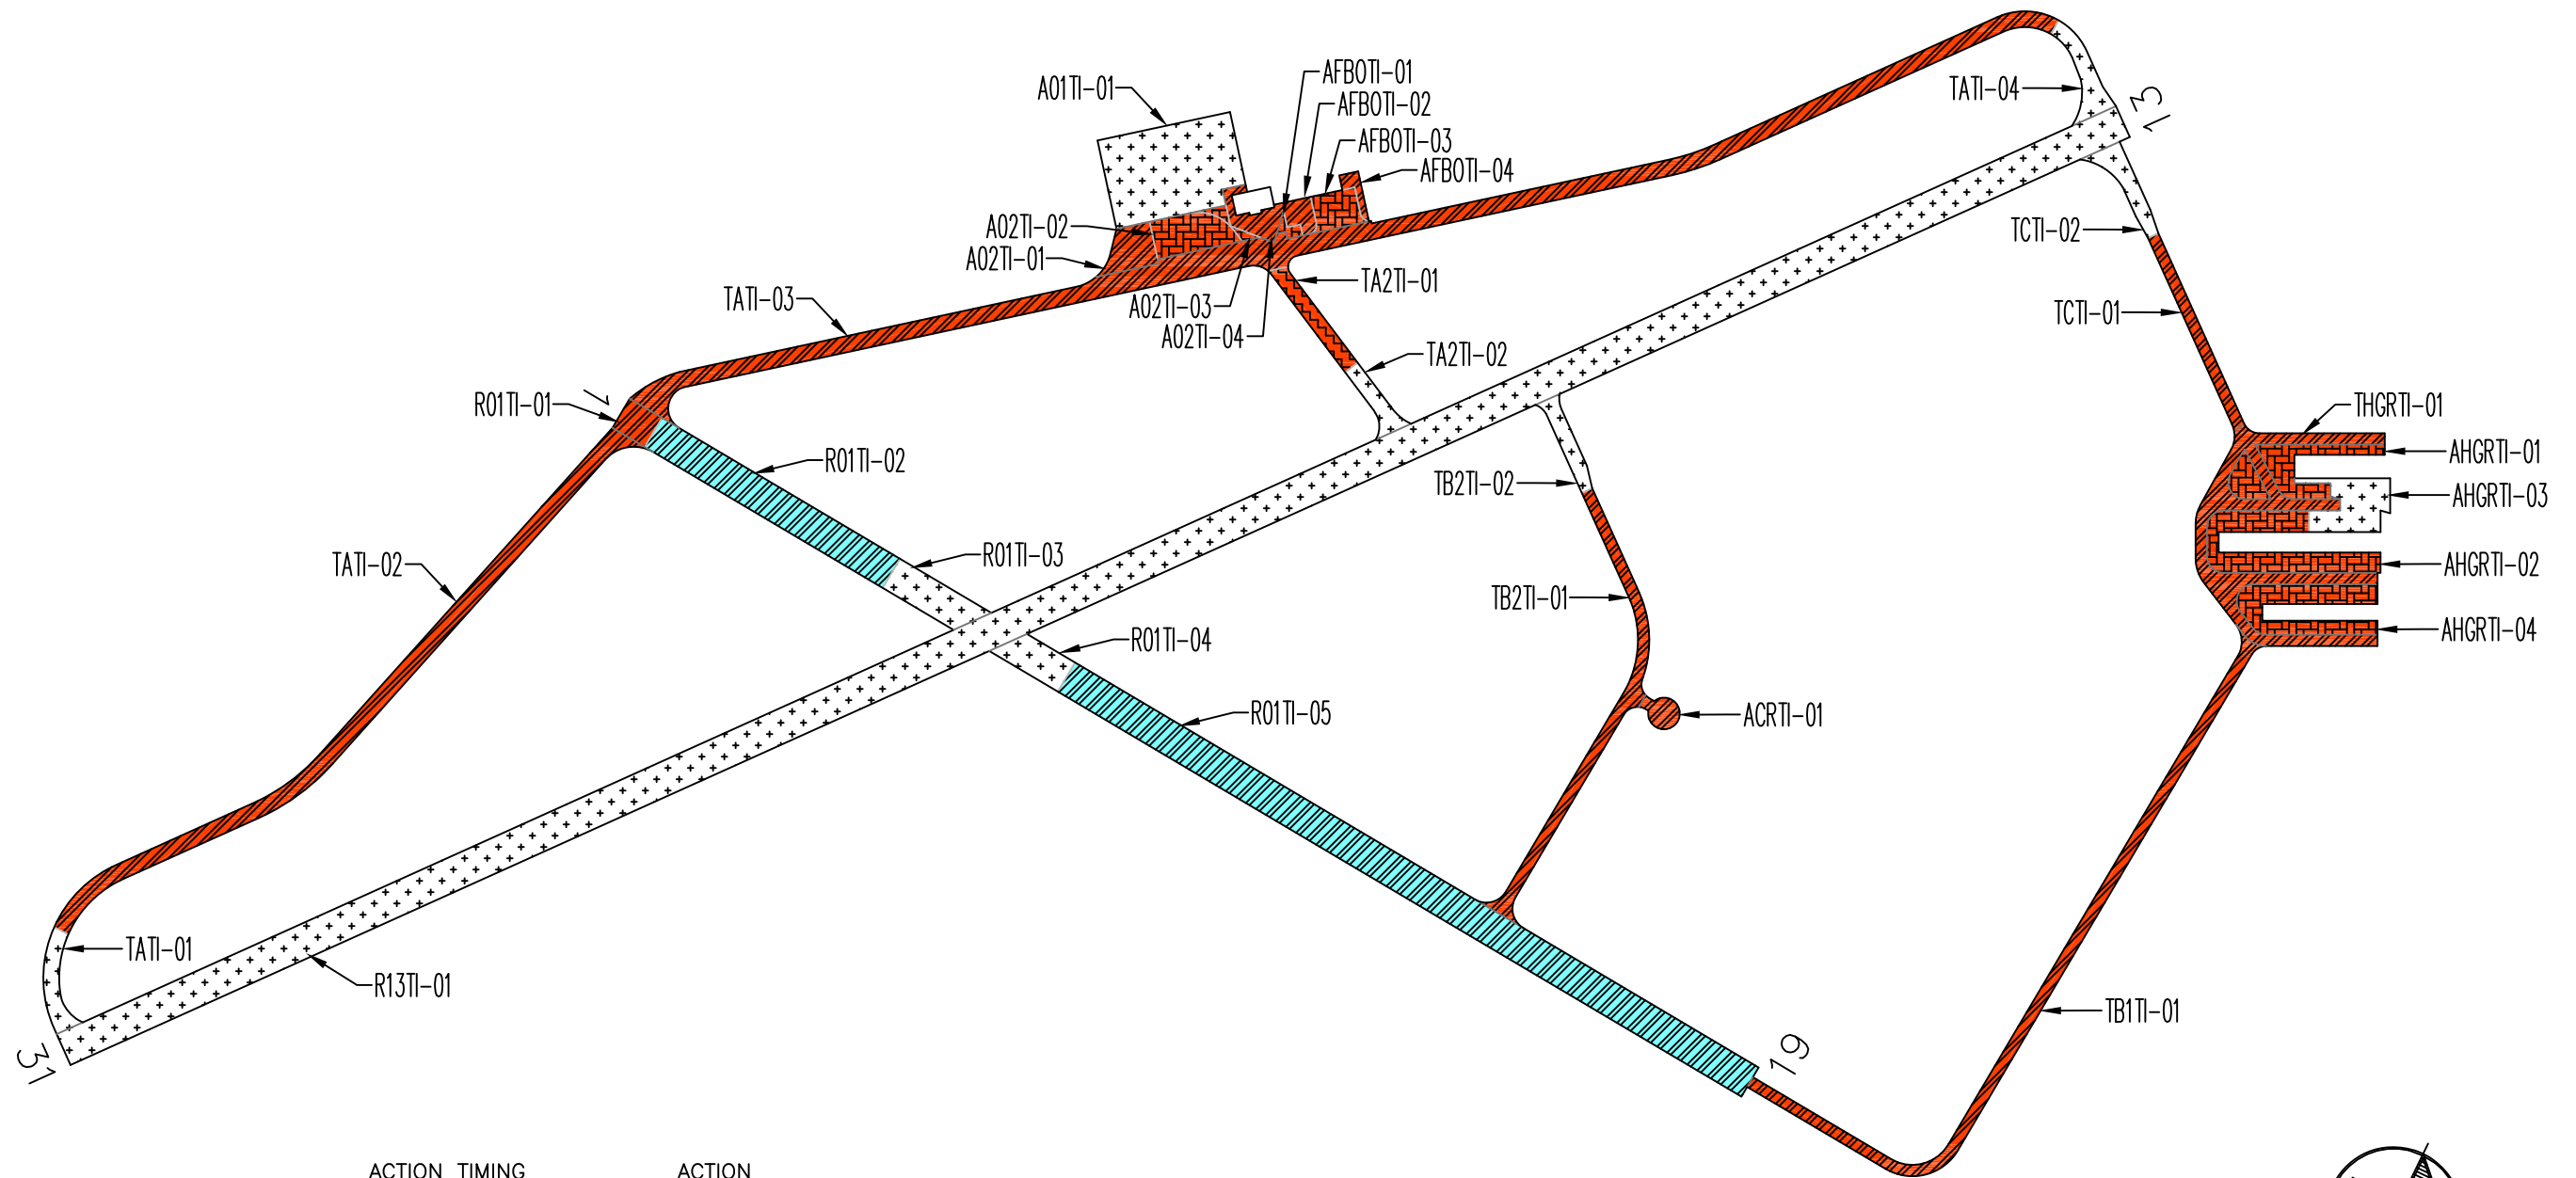 AFBOTI-01
A01TI-01
TATI-04
AFBOTI-02
13
AFBOTI-03
AFBOTI-04
A02TI-02
TCTI-02
A02TI-01
TA2TI-01
TATI-03
A02TI-03
TCTI-01
A02TI-04
TA2TI-02
1
R01TI-01
THGRTI-01
R01TI-02
AHGRTI-01
TB2TI-02
AHGRTI-03
R01TI-03
TATI-02
AHGRTI-02
TB2TI-01
R01TI-04
AHGRTI-04
R01TI-05
ACRTI-01
TATI-01
R13TI-01
TB1TI-01
31
19
ACTION TIMING ACTION